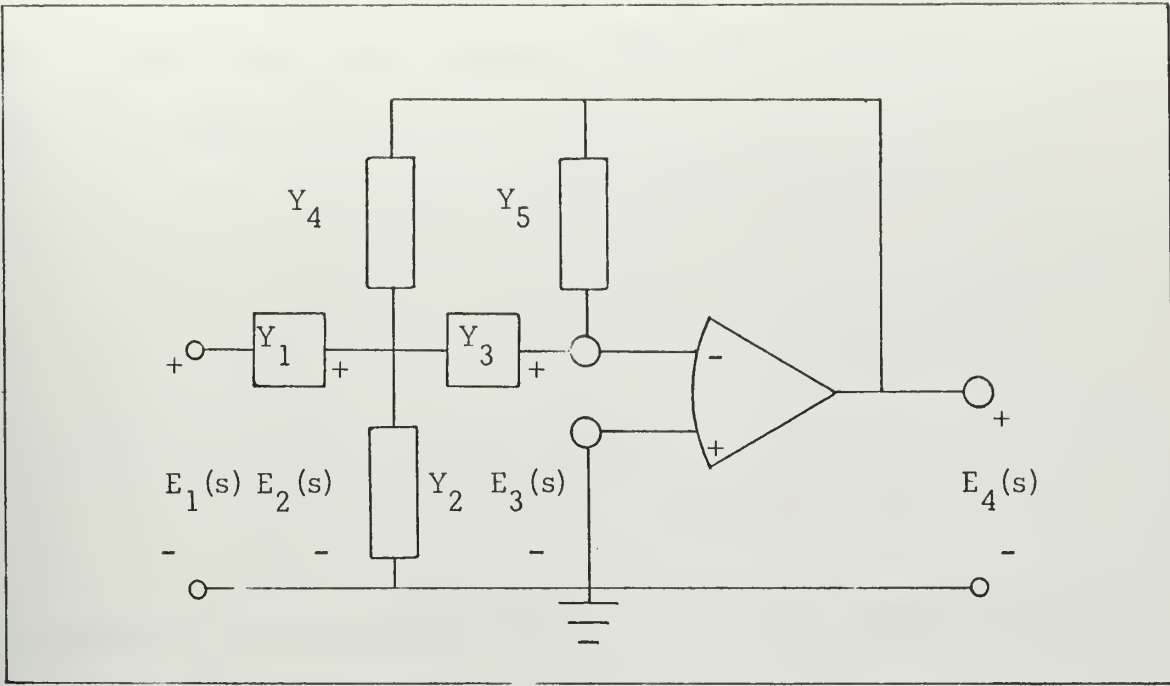 Y4 Y5
+ Y1 + Y3 + -
+ +
E1(s) E2(s) Y2 E3(s) E4(s)
- - - -